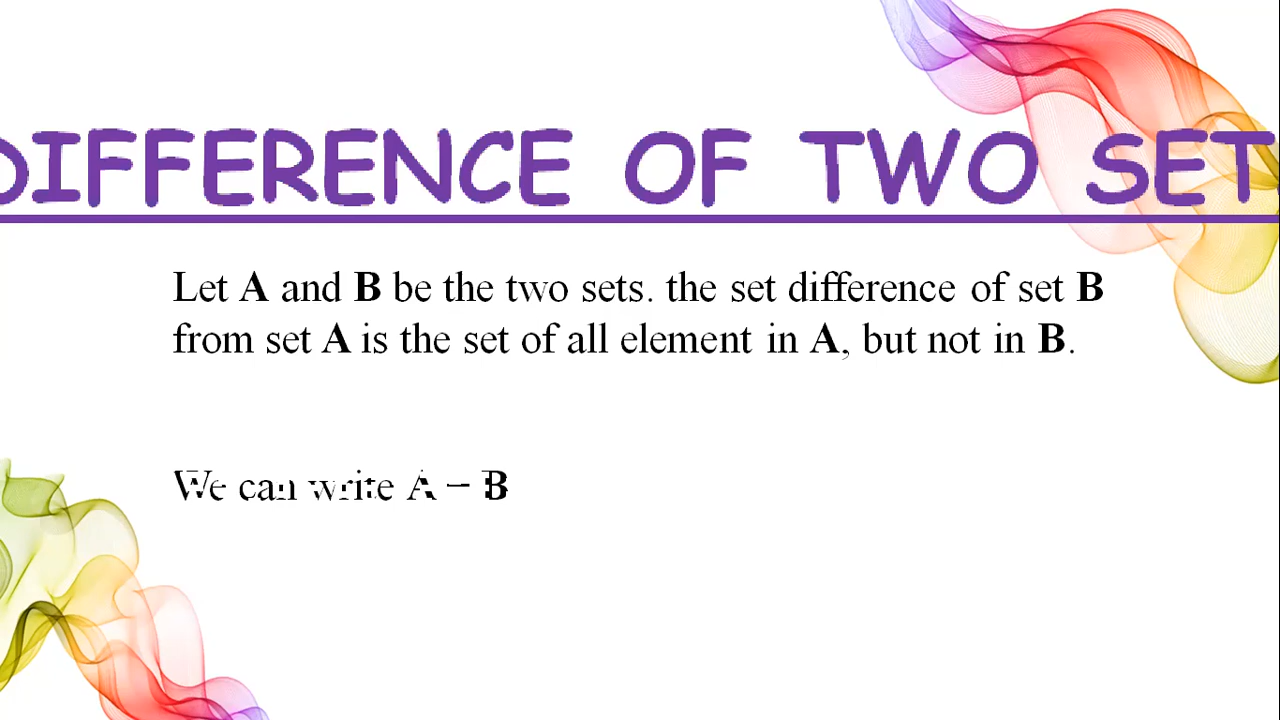 DIFFERENCE OF TWO SET
Let A and B be the two sets. the set difference of set B
from set A is the set of all element in A, but not in B.
We can write A – B